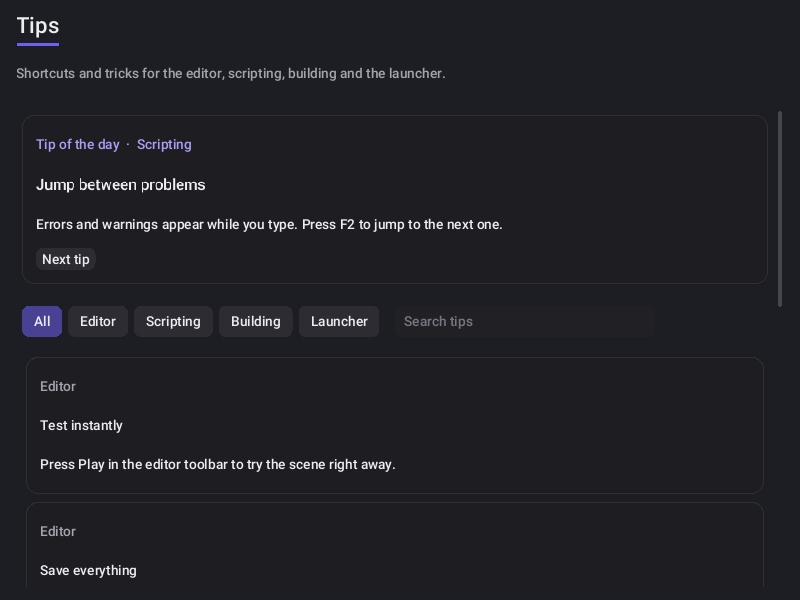 Tips
Shortcuts and tricks for the editor, scripting, building and the launcher.
Tip of the day · Scripting
Jump between problems
Errors and warnings appear while you type. Press F2 to jump to the next one.
Next tip
All
Editor
Scripting
Building
Launcher
Search tips
Editor
Test instantly
Press Play in the editor toolbar to try the scene right away.
Editor
Save everything